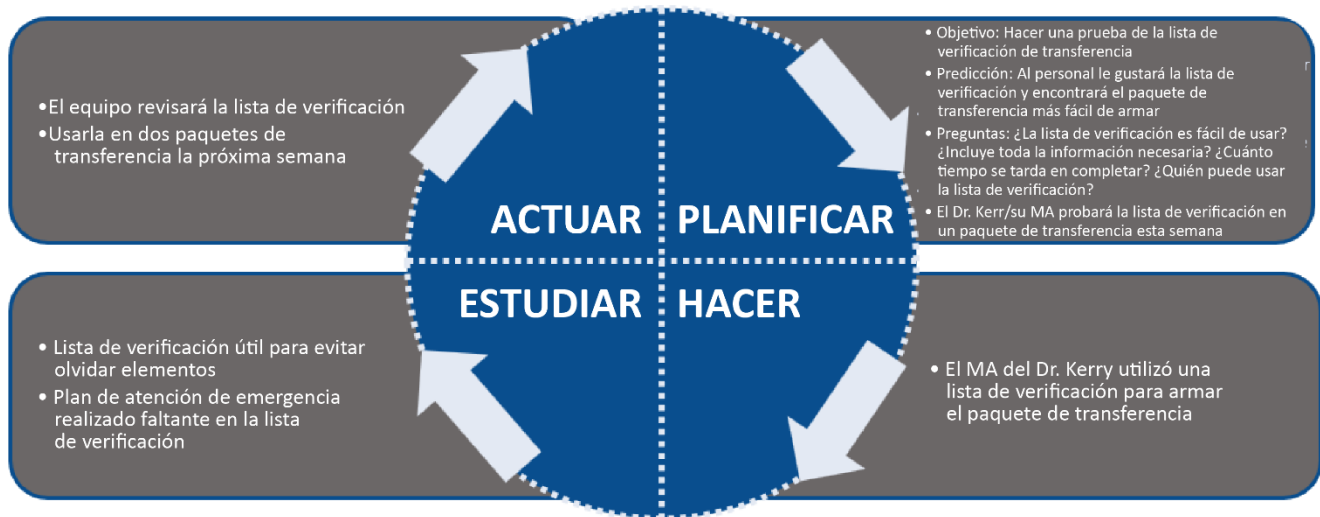 •El equipo revisará la lista de verificación
•Usarla en dos paquetes de
transferencia la próxima semana
• Objetivo: Hacer una prueba de la lista de
verificación de transferencia
• Predicción: Al personal le gustará la lista de
verificación y encontrará el paquete de
transferencia más fácil de armar
• Preguntas: ¿La lista de verificación es fácil de usar?
¿Incluye toda la información necesaria? ¿Cuánto
tiempo se tarda en completar? ¿Quién puede usar
la lista de verificación?
• El Dr. Kerr/su MA probará la lista de verificación en
un paquete de transferencia esta semana
ACTUAR
PLANIFICAR
ESTUDIAR
HACER
• Lista de verificación útil para evitar
olvidar elementos
• Plan de atención de emergencia
realizado faltante en la lista
de verificación
• El MA del Dr. Kerry utilizó una
lista de verificación para armar
el paquete de transferencia